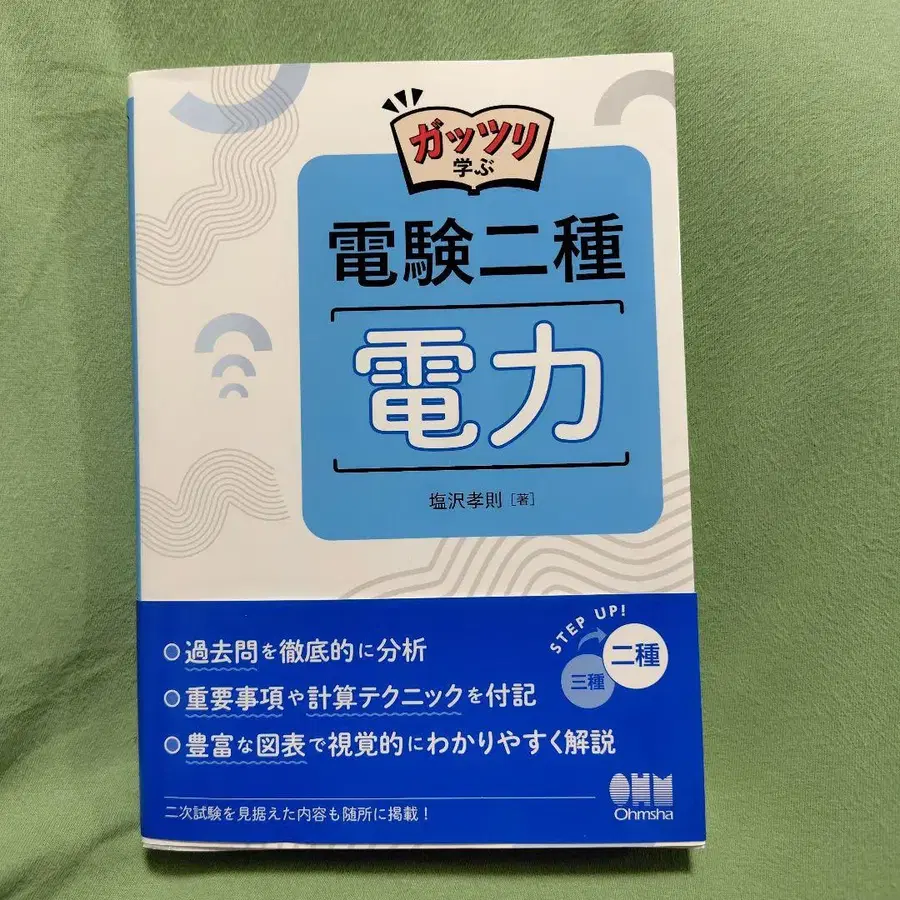 ガッツリ
学ぶ
電験二種
電力
塩沢孝則［著］
○過去問を徹底的に分析
○重要事項や計算テクニックを付記
○豊富な図表で視覚的にわかりやすく解説
STEP UP!
三種
二種
二次試験を見据えた内容も随所に掲載！
OHM
Ohmsha